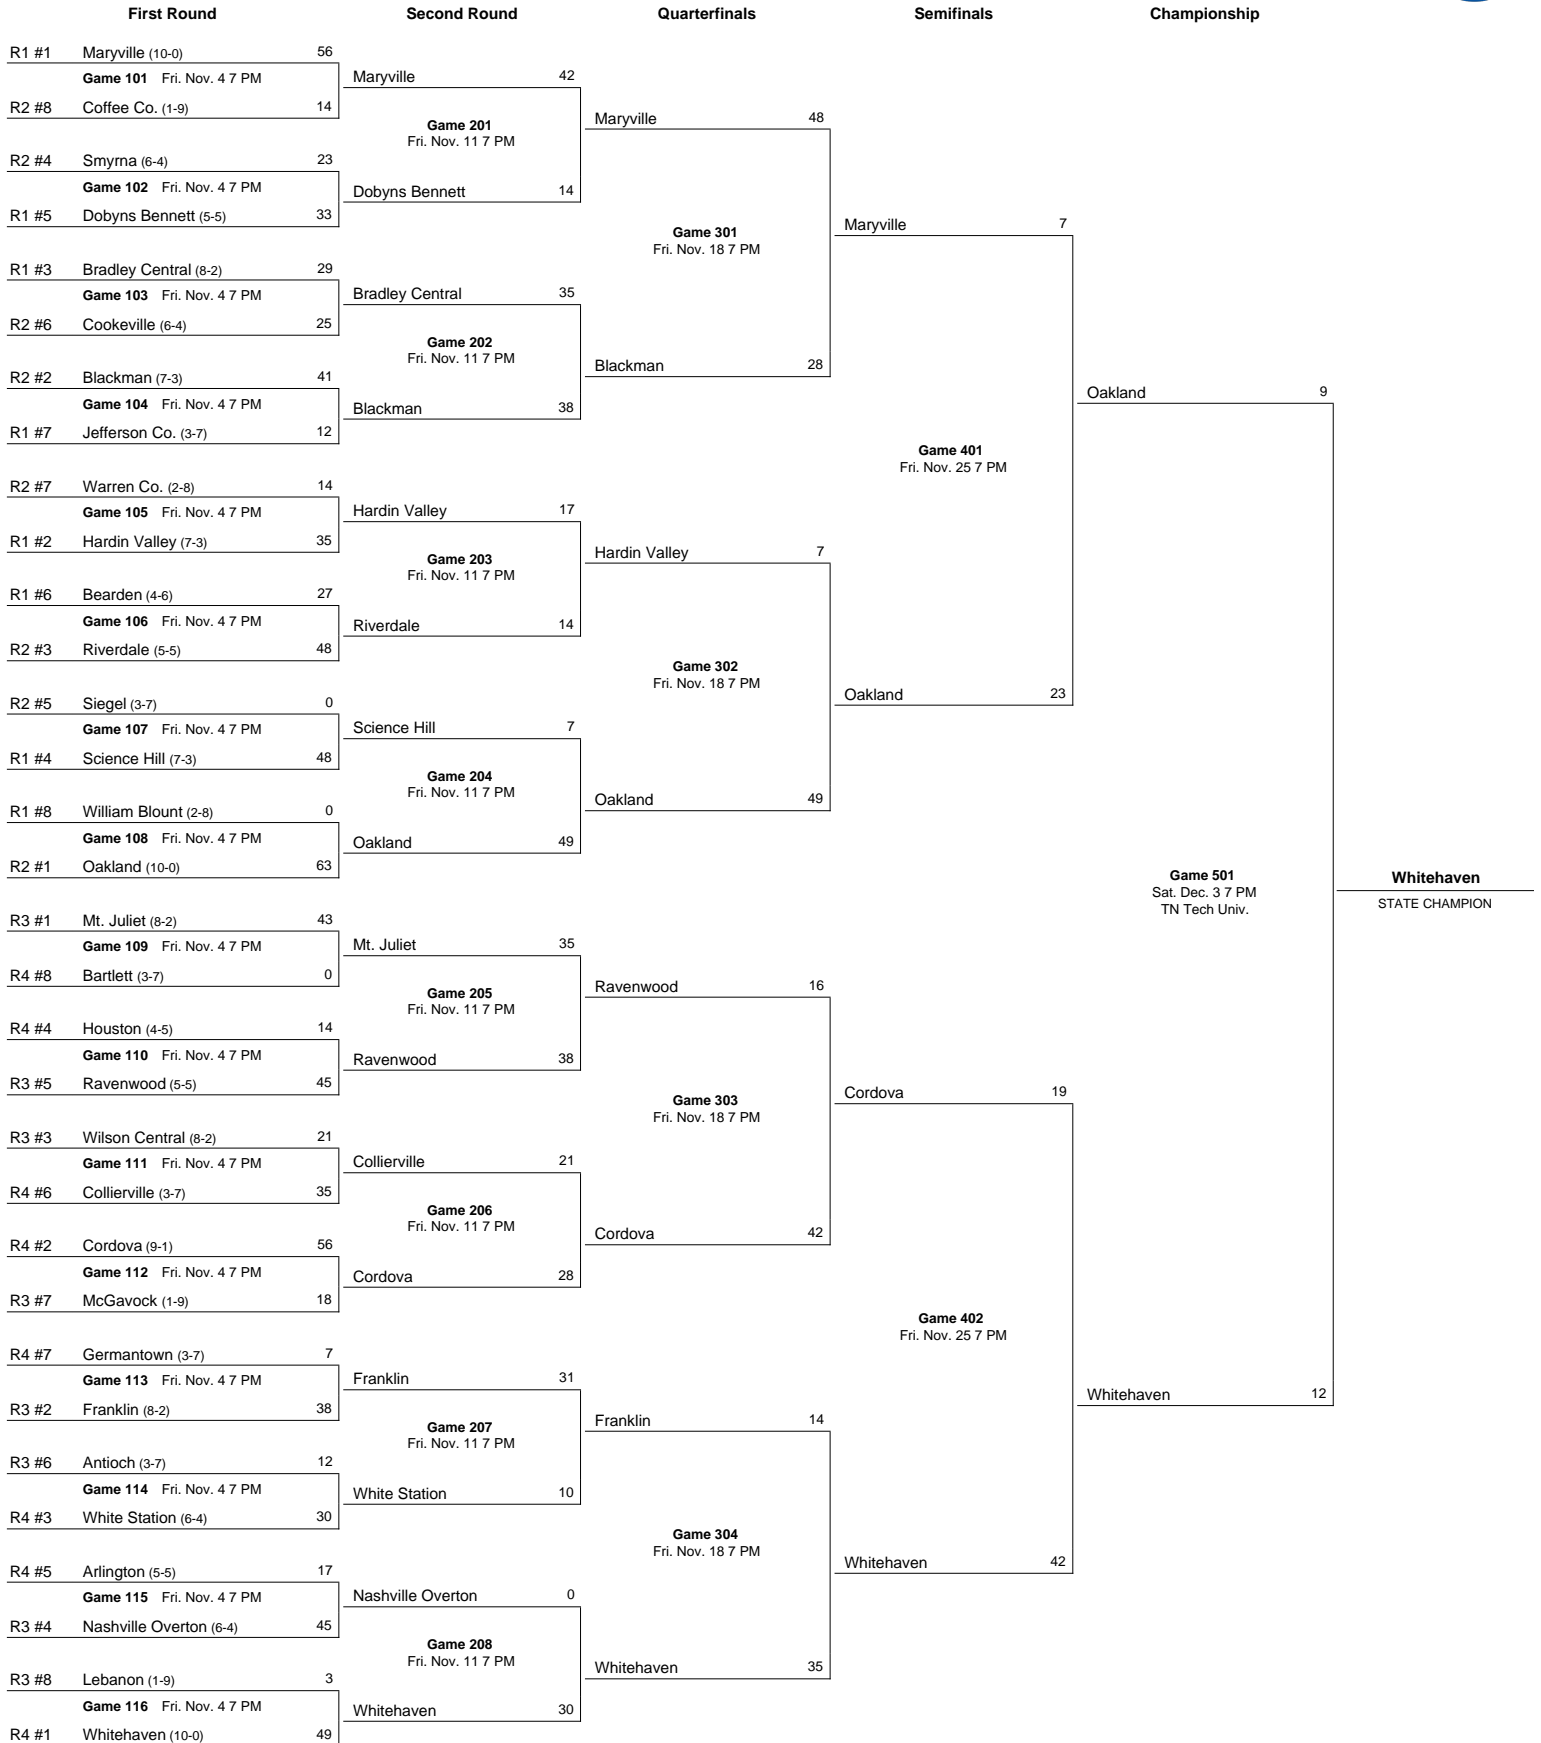 First Round Second Round Quarterfinals Semifinals Championship
R1 #1 Maryville (10-0) 56
Game 101 Fri. Nov. 4 7 PM
R2 #8 Coffee Co. (1-9) 14
R2 #4 Smyrna (6-4) 23
Game 102 Fri. Nov. 4 7 PM
R1 #5 Dobyns Bennett (5-5) 33
R1 #3 Bradley Central (8-2) 29
Game 103 Fri. Nov. 4 7 PM
R2 #6 Cookeville (6-4) 25
R2 #2 Blackman (7-3) 41
Game 104 Fri. Nov. 4 7 PM
R1 #7 Jefferson Co. (3-7) 12
R2 #7 Warren Co. (2-8) 14
Game 105 Fri. Nov. 4 7 PM
R1 #2 Hardin Valley (7-3) 35
R1 #6 Bearden (4-6) 27
Game 106 Fri. Nov. 4 7 PM
R2 #3 Riverdale (5-5) 48
R2 #5 Siegel (3-7) 0
Game 107 Fri. Nov. 4 7 PM
R1 #4 Science Hill (7-3) 48
R1 #8 William Blount (2-8) 0
Game 108 Fri. Nov. 4 7 PM
R2 #1 Oakland (10-0) 63
R3 #1 Mt. Juliet (8-2) 43
Game 109 Fri. Nov. 4 7 PM
R4 #8 Bartlett (3-7) 0
R4 #4 Houston (4-5) 14
Game 110 Fri. Nov. 4 7 PM
R3 #5 Ravenwood (5-5) 45
R3 #3 Wilson Central (8-2) 21
Game 111 Fri. Nov. 4 7 PM
R4 #6 Collierville (3-7) 35
R4 #2 Cordova (9-1) 56
Game 112 Fri. Nov. 4 7 PM
R3 #7 McGavock (1-9) 18
R4 #7 Germantown (3-7) 7
Game 113 Fri. Nov. 4 7 PM
R3 #2 Franklin (8-2) 38
R3 #6 Antioch (3-7) 12
Game 114 Fri. Nov. 4 7 PM
R4 #3 White Station (6-4) 30
R4 #5 Arlington (5-5) 17
Game 115 Fri. Nov. 4 7 PM
R3 #4 Nashville Overton (6-4) 45
R3 #8 Lebanon (1-9) 3
Game 116 Fri. Nov. 4 7 PM
R4 #1 Whitehaven (10-0) 49
Maryville 42
Game 201
Fri. Nov. 11 7 PM
Dobyns Bennett 14
Bradley Central 35
Game 202
Fri. Nov. 11 7 PM
Blackman 38
Hardin Valley 17
Game 203
Fri. Nov. 11 7 PM
Riverdale 14
Science Hill 7
Game 204
Fri. Nov. 11 7 PM
Oakland 49
Mt. Juliet 35
Game 205
Fri. Nov. 11 7 PM
Ravenwood 38
Collierville 21
Game 206
Fri. Nov. 11 7 PM
Cordova 28
Franklin 31
Game 207
Fri. Nov. 11 7 PM
White Station 10
Nashville Overton 0
Game 208
Fri. Nov. 11 7 PM
Whitehaven 30
Maryville 48
Game 301
Fri. Nov. 18 7 PM
Blackman 28
Hardin Valley 7
Game 302
Fri. Nov. 18 7 PM
Oakland 49
Ravenwood 16
Game 303
Fri. Nov. 18 7 PM
Cordova 42
Franklin 14
Game 304
Fri. Nov. 18 7 PM
Whitehaven 35
Maryville 7
Game 401
Fri. Nov. 25 7 PM
Oakland 23
Cordova 19
Game 402
Fri. Nov. 25 7 PM
Whitehaven 42
Oakland 9
Game 501
Sat. Dec. 3 7 PM
TN Tech Univ.
Whitehaven 12
Whitehaven
STATE CHAMPION